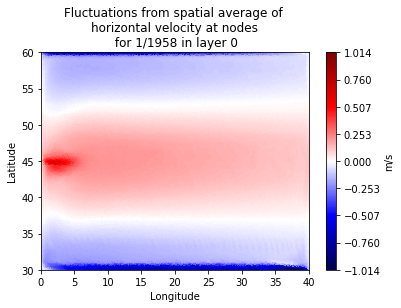 Fluctuations from spatial average of
horizontal velocity at nodes
for 1/1958 in layer 0
60
55
50
45
40
35
30
Latitude
0 5 10 15 20 25 30 35 40
Longitude
1.014
0.760
0.507
0.253
0.000
−0.253
−0.507
−0.760
−1.014
m/s